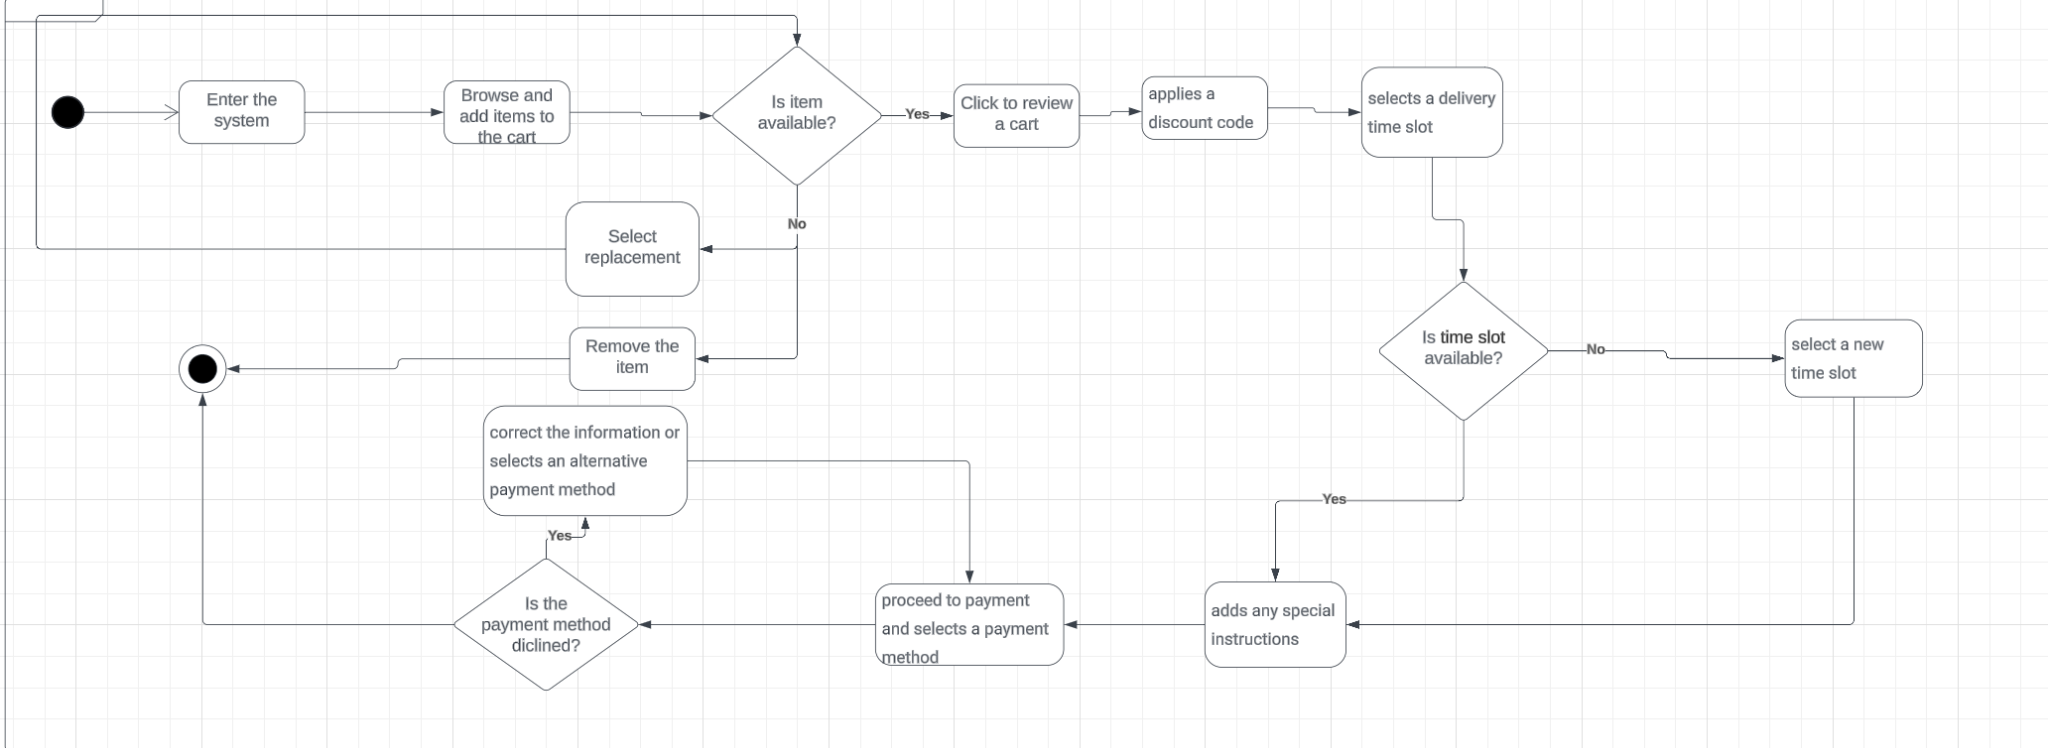 Enter the
system
Browse and
add items to
the cart
Is item
available?
Yes
Click to review
a cart
applies a
discount code
selects a delivery
time slot
No
Select
replacement
Remove the
item
Is time slot
available?
No
select a new
time slot
Yes
correct the information or
selects an alternative
payment method
Yes
Is the
payment method
diclined?
proceed to payment
and selects a payment
method
adds any special
instructions